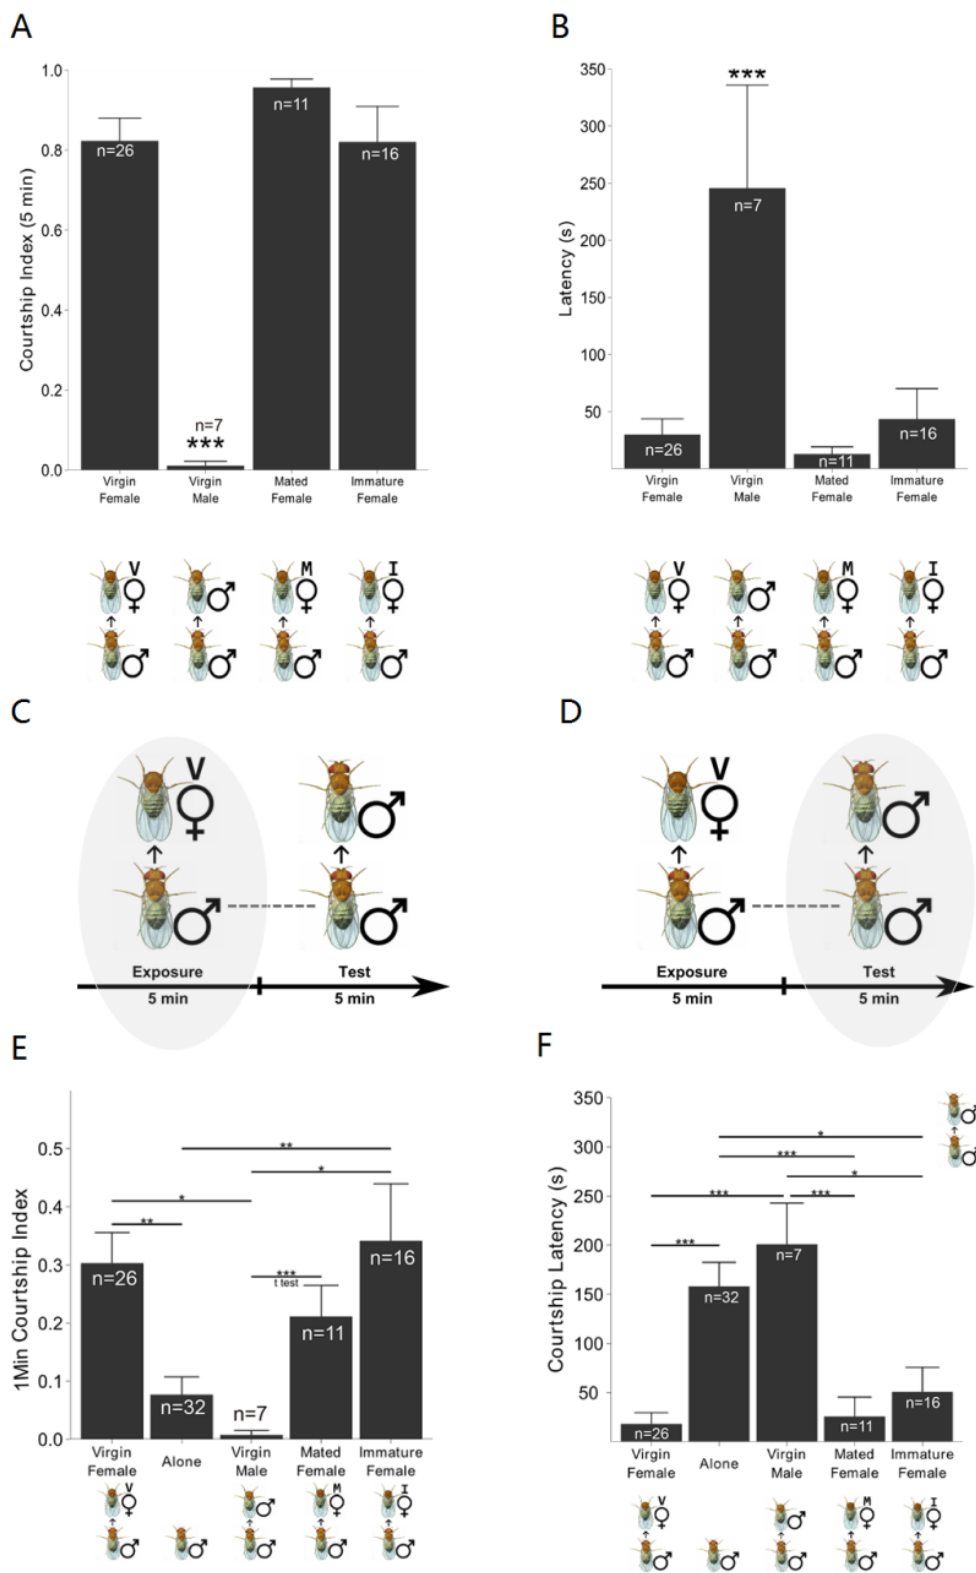 A
B
Courtship Index (5 min)
1.0
0.8
0.6
0.4
0.2
0.0
n=26
n=7
***
n=11
n=16
Virgin Female
Virgin Male
Mated Female
Immature Female
Latency (s)
350
300
250
200
150
100
50
***
n=26
n=7
n=11
n=16
Virgin Female
Virgin Male
Mated Female
Immature Female
V ♀
♂
M ♀
I ♀
♂
♂
♂
♂
V ♀
♂
M ♀
I ♀
♂
♂
♂
♂
C
D
V ♀
♂
♂
♂
Exposure
Test
5 min
5 min
V ♀
♂
♂
♂
Exposure
Test
5 min
5 min
E
F
1Min Courtship Index
0.5
0.4
0.3
0.2
0.1
0.0
**
*
*
**
***
t test
n=26
n=32
n=7
n=11
n=16
Virgin Female
Alone
Virgin Male
Mated Female
Immature Female
V ♀
♂
M ♀
I ♀
♂
♂
♂
♂
♂
Courtship Latency (s)
350
300
250
200
150
100
50
♂
♂
*
***
*
***
***
***
n=26
n=32
n=7
n=11
n=16
Virgin Female
Alone
Virgin Male
Mated Female
Immature Female
V ♀
♂
M ♀
I ♀
♂
♂
♂
♂
♂